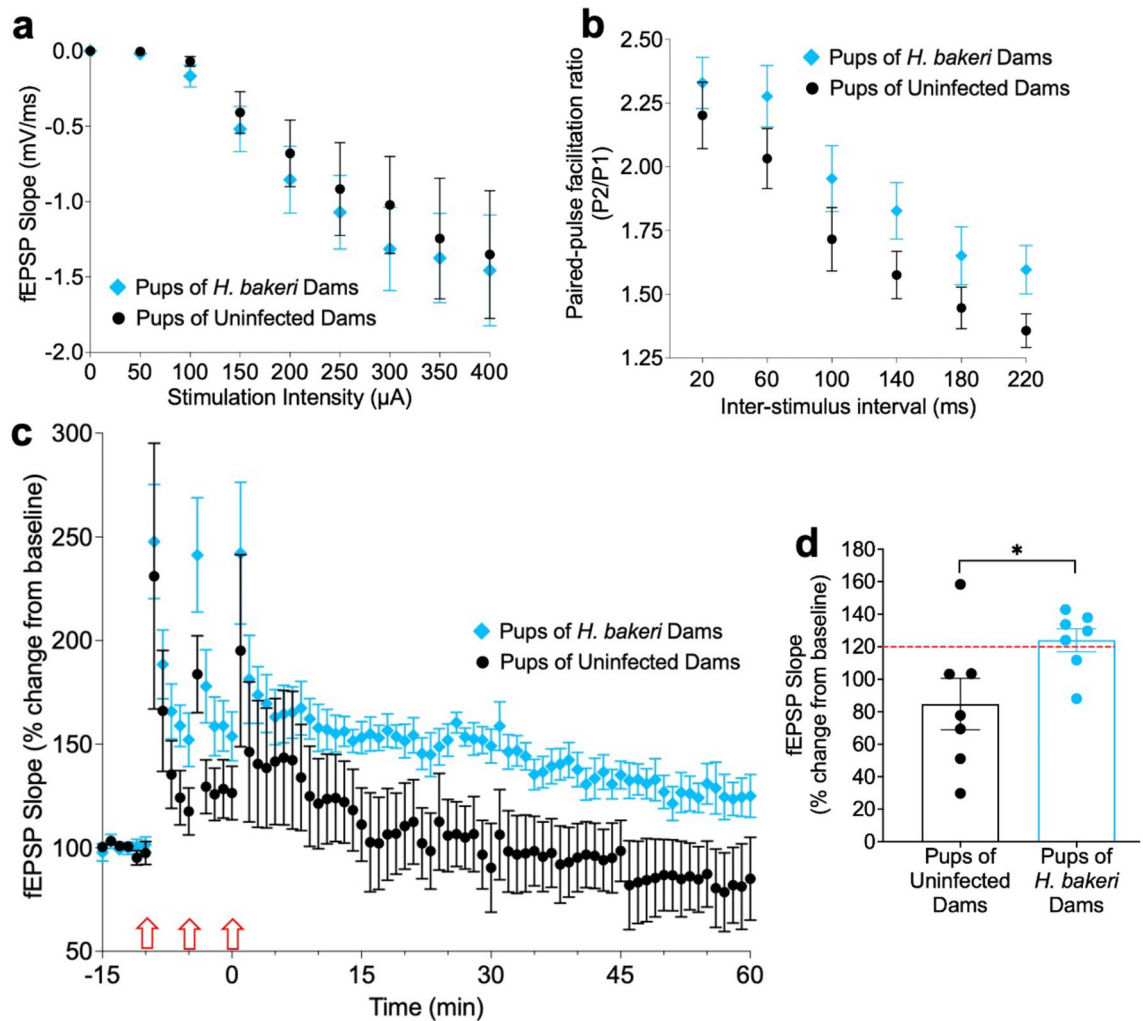 a
fEPSP Slope (mV/ms)
0.0
-0.5
-1.0
-1.5
-2.0
Pups of H. bakeri Dams
Pups of Uninfected Dams
0 50 100 150 200 250 300 350 400
Stimulation Intensity (µA)
b
Paired-pulse facilitation ratio
(P2/P1)
2.50
2.25
2.00
1.75
1.50
1.25
Pups of H. bakeri Dams
Pups of Uninfected Dams
20 60 100 140 180 220
Inter-stimulus interval (ms)
c
fEPSP Slope (% change from baseline)
300
250
200
150
100
50
Pups of H. bakeri Dams
Pups of Uninfected Dams
-15 0 15 30 45 60
Time (min)
d
fEPSP Slope
(% change from baseline)
180
160
140
120
100
80
60
40
20
0
*
Pups of
Uninfected
Dams
Pups of
H. bakeri
Dams